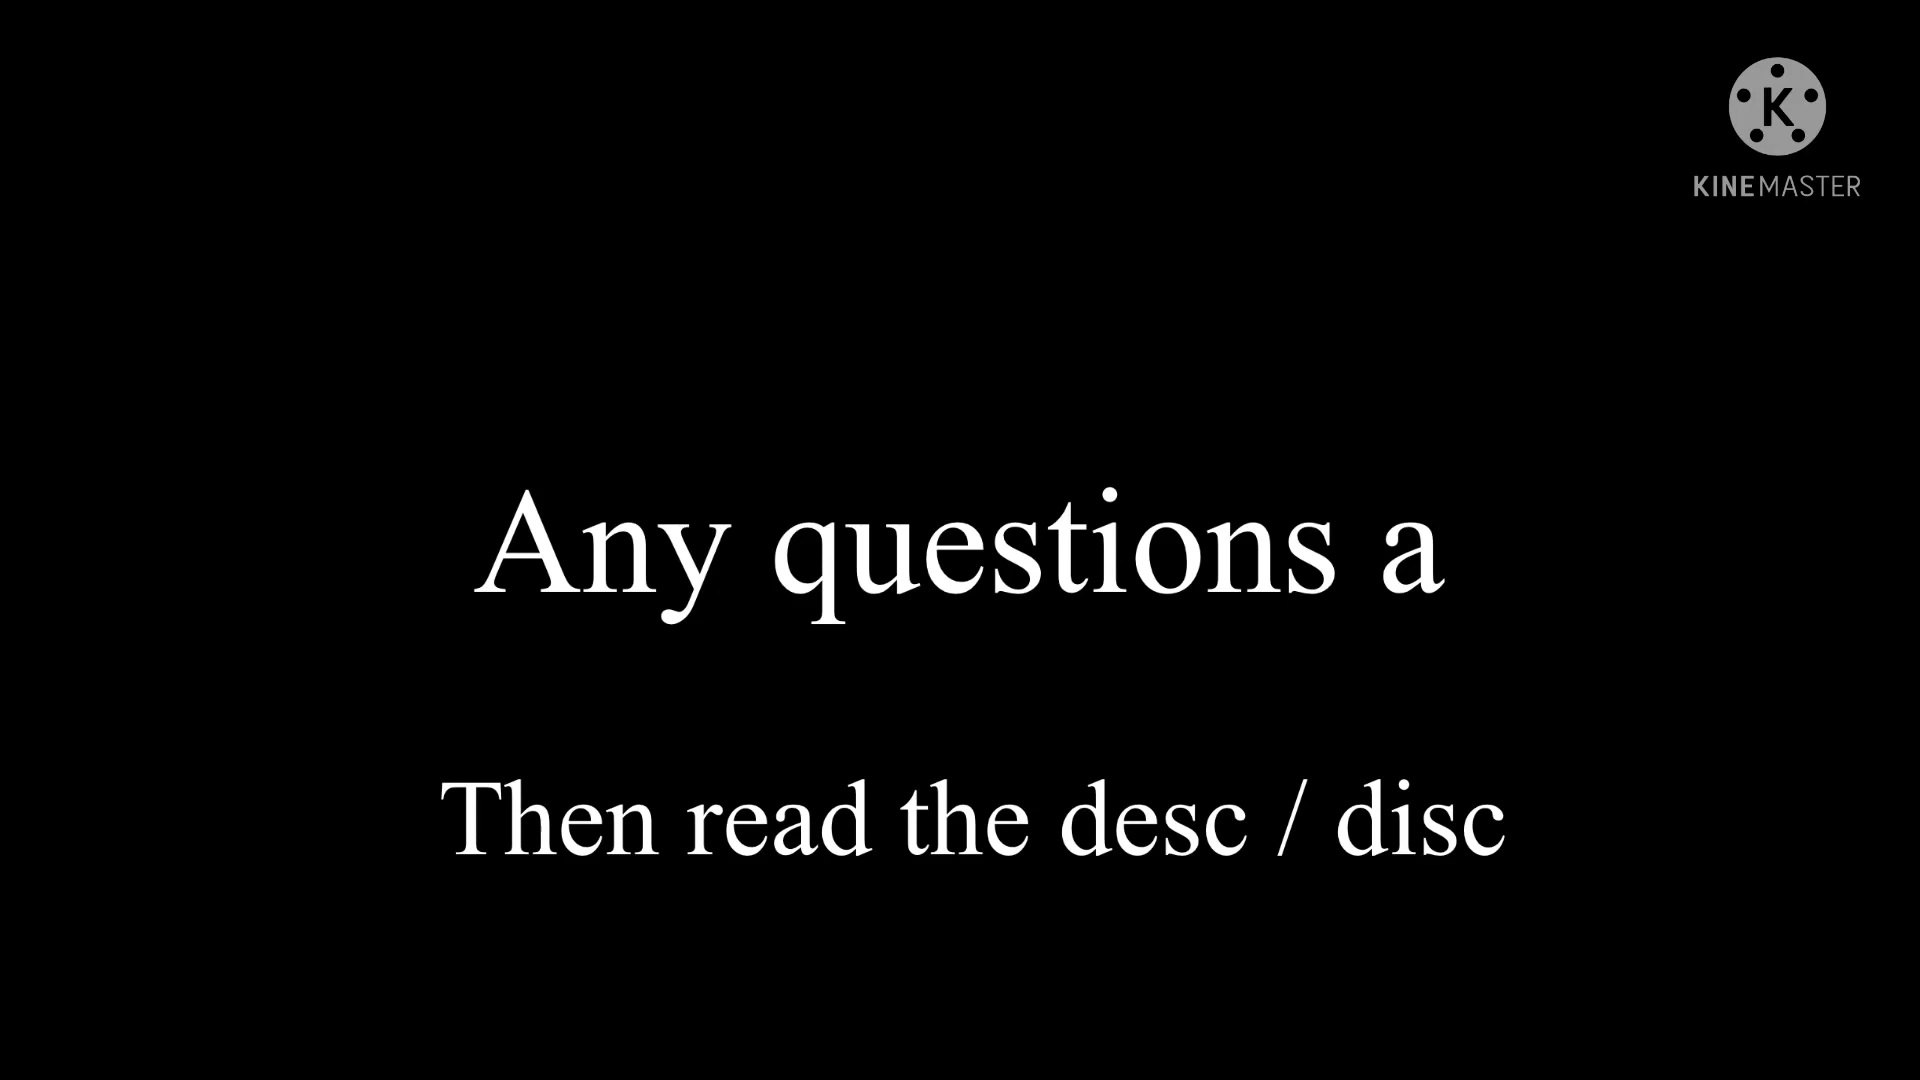 K
KINEMASTER
Any questions a
Then read the desc / disc